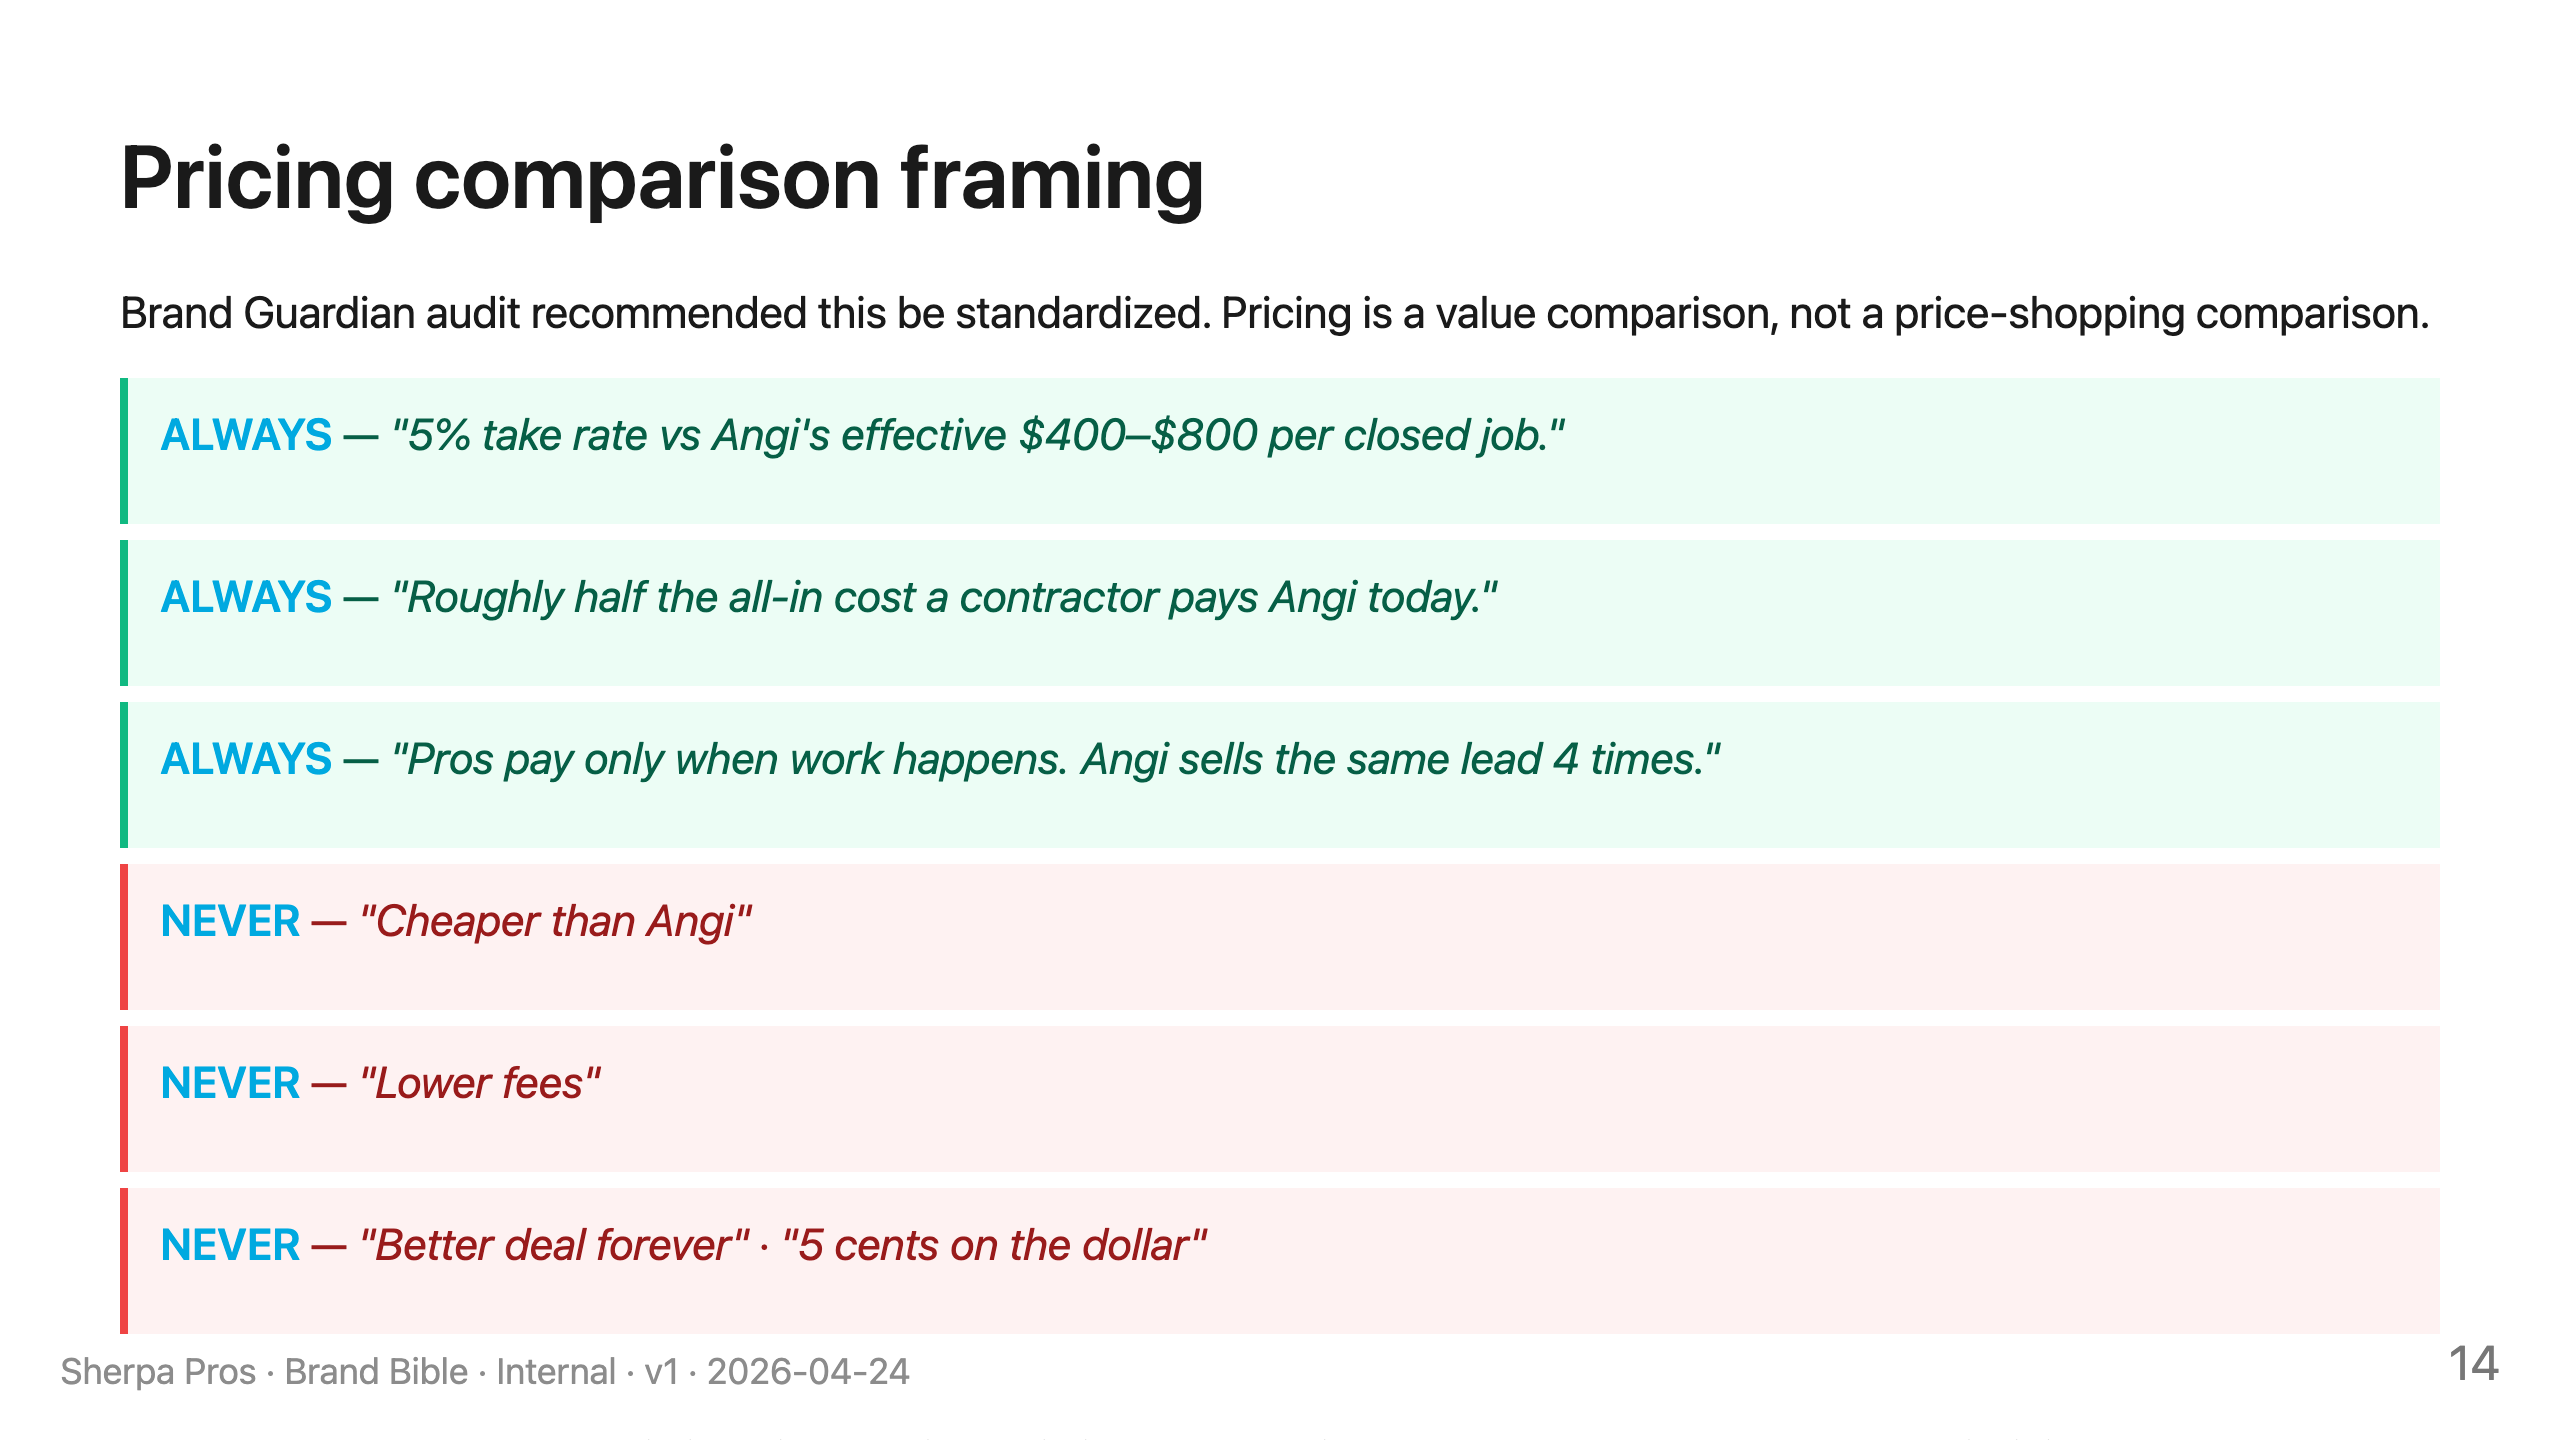 Pricing comparison framing
Brand Guardian audit recommended this be standardized. Pricing is a value comparison, not a price-shopping comparison.
ALWAYS — "5% take rate vs Angi's effective $400–$800 per closed job."
ALWAYS — "Roughly half the all-in cost a contractor pays Angi today."
ALWAYS — "Pros pay only when work happens. Angi sells the same lead 4 times."
NEVER — "Cheaper than Angi"
NEVER — "Lower fees"
NEVER — "Better deal forever" · "5 cents on the dollar"
Sherpa Pros · Brand Bible · Internal · v1 · 2026-04-24
14